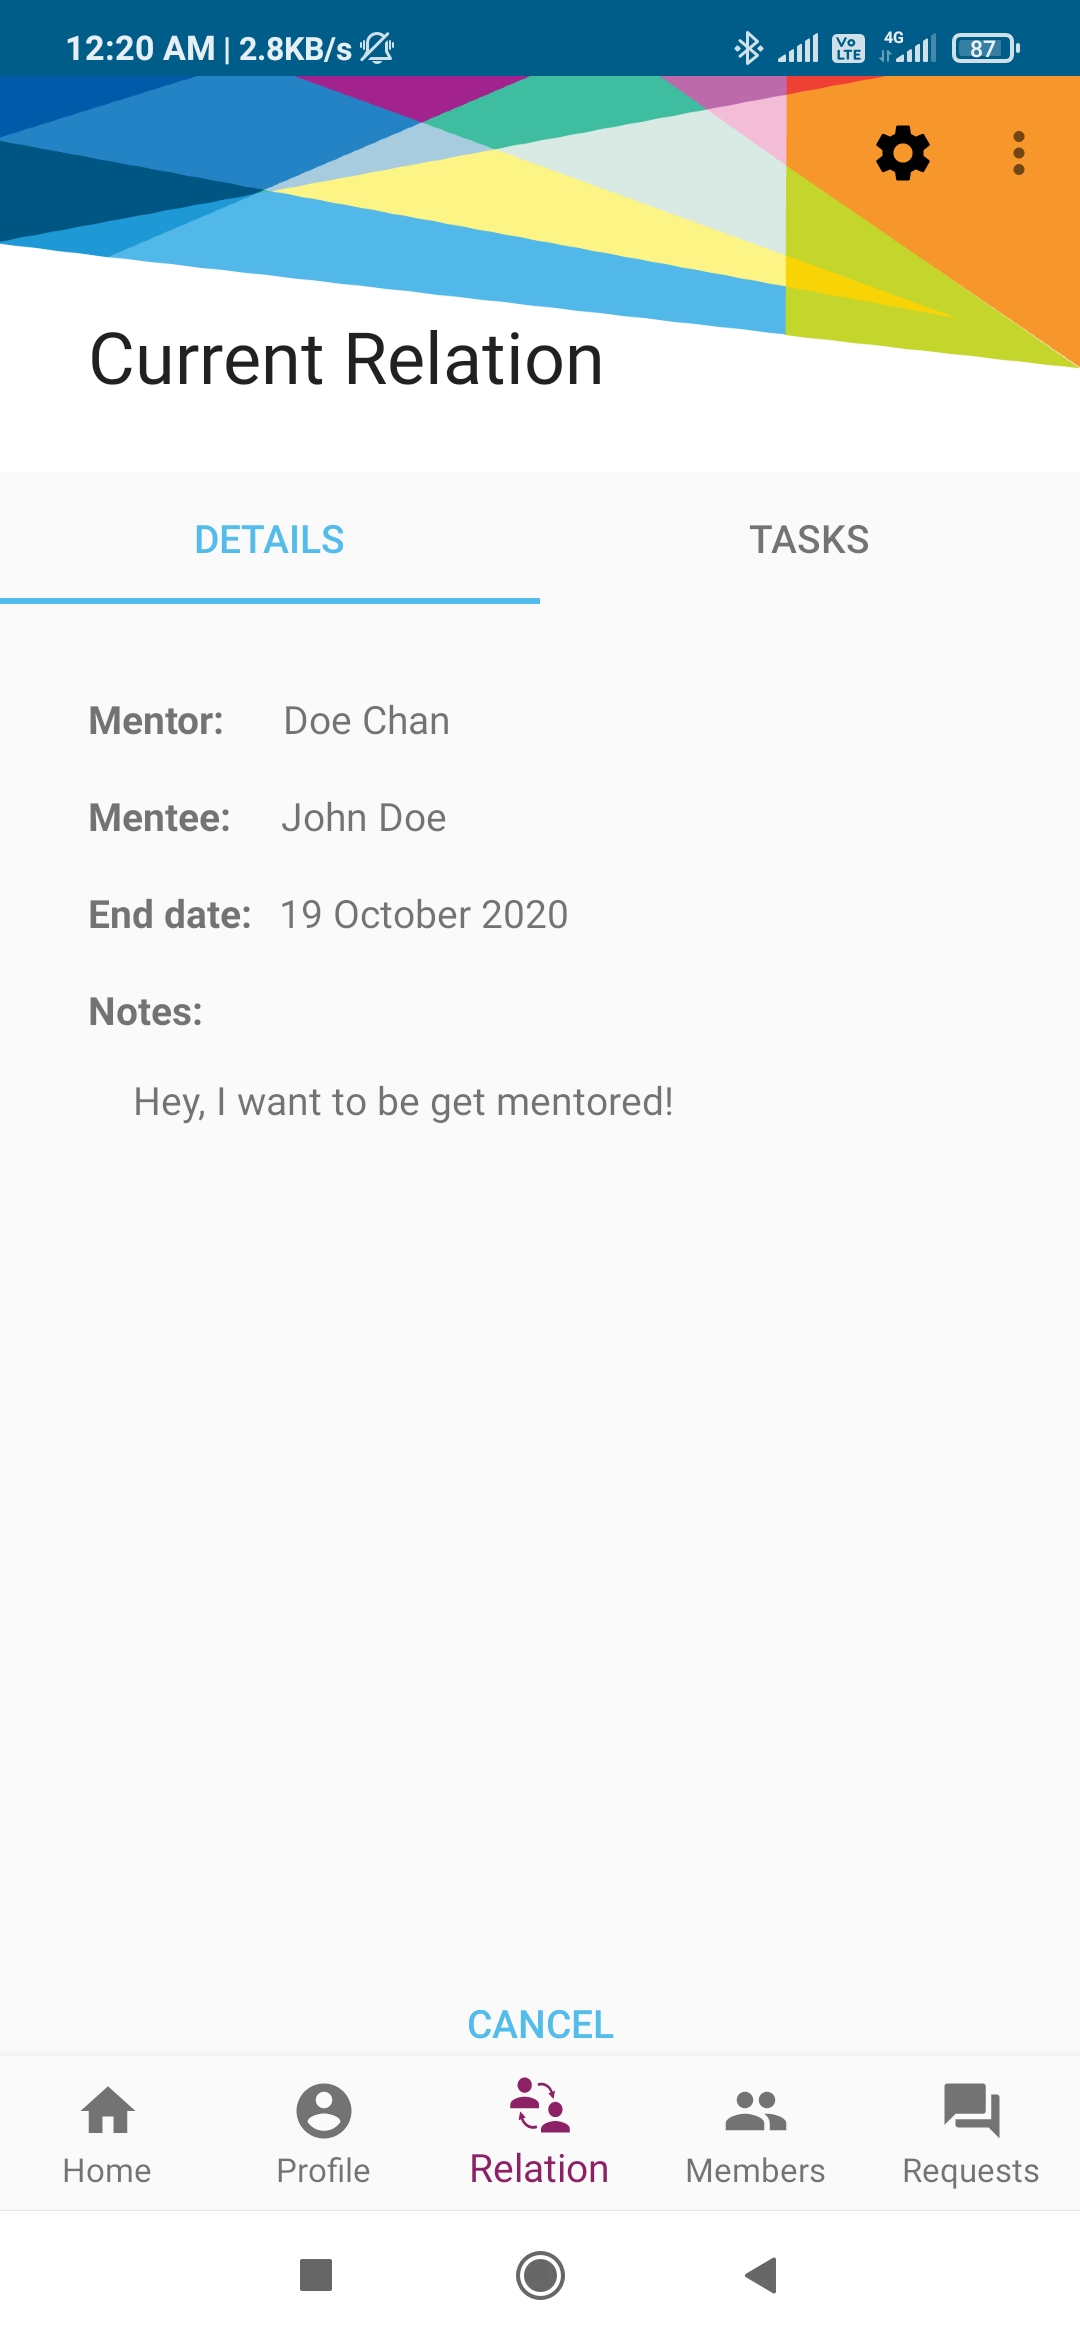 12:20 AM | 2.8KB/s Vo LTE 4G 87
Current Relation
DETAILS TASKS
Mentor: Doe Chan
Mentee: John Doe
End date: 19 October 2020
Notes:
Hey, I want to be get mentored!
CANCEL
Home Profile Relation Members Requests